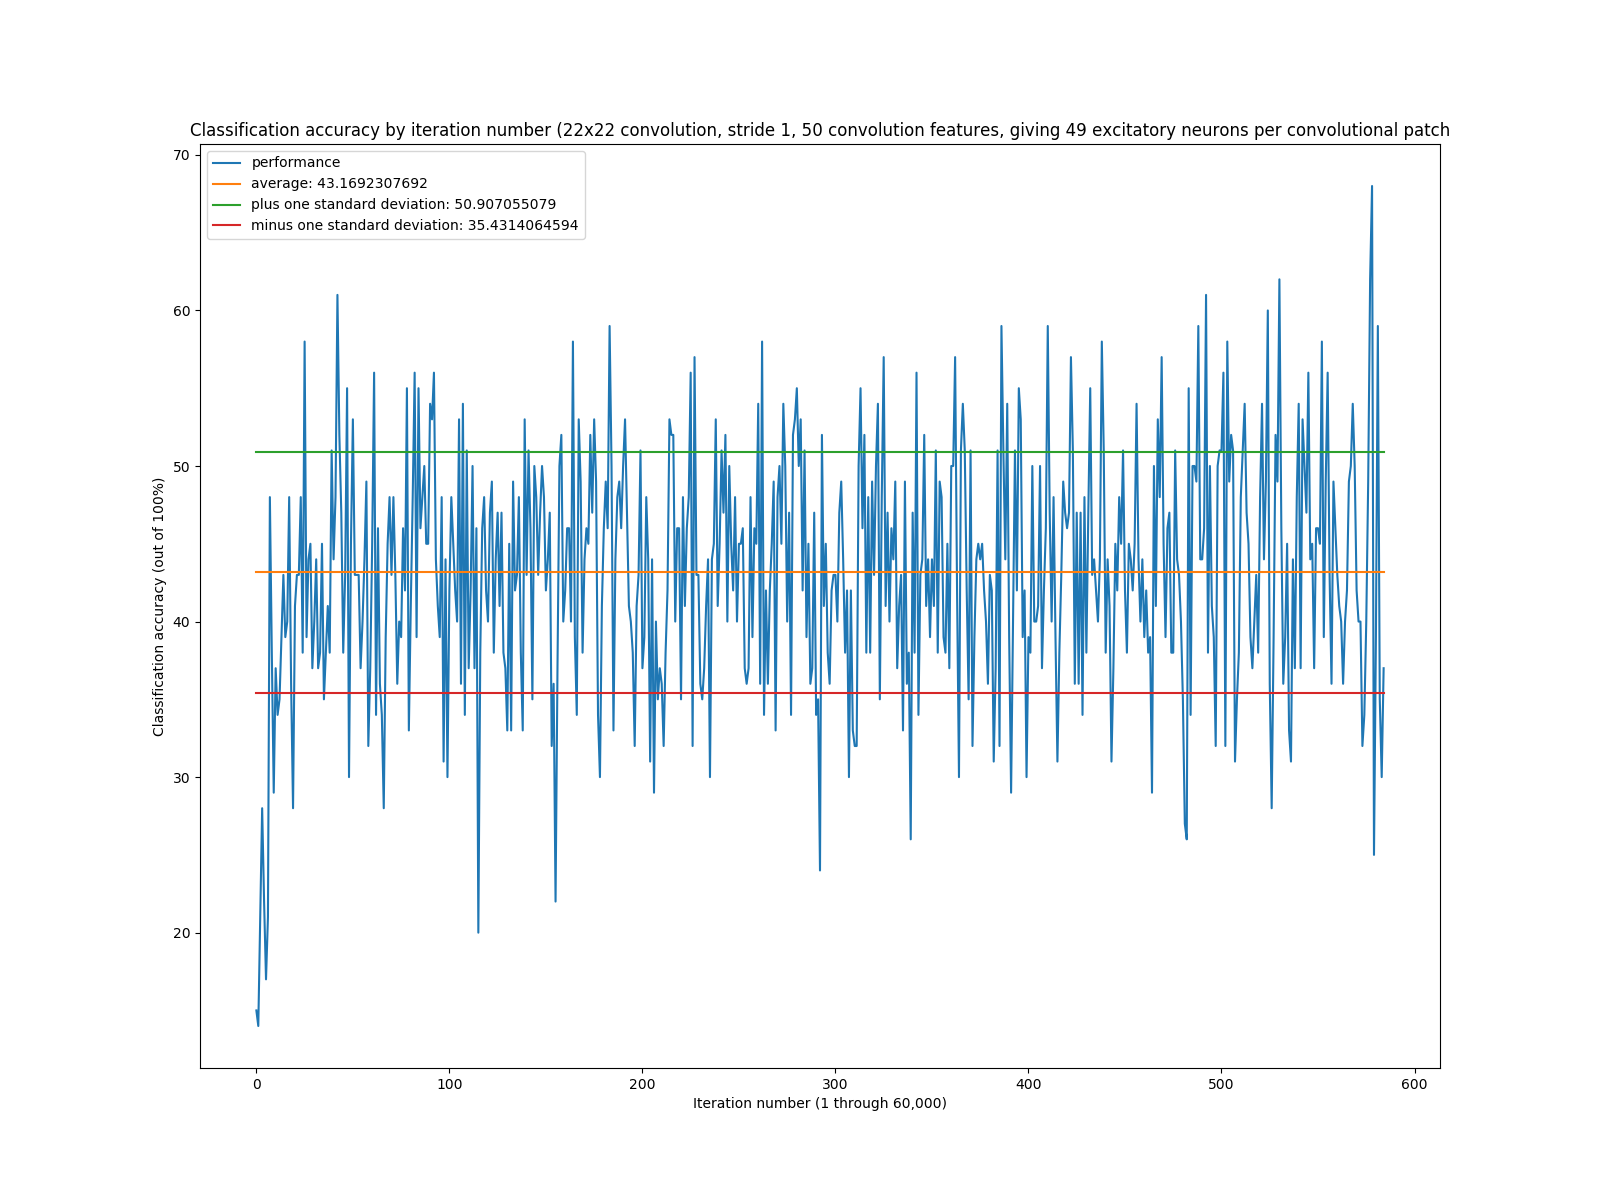 Classification accuracy by iteration number (22x22 convolution, stride 1, 50 convolution features, giving 49 excitatory neurons per convolutional patch
performance
average: 43.1692307692
plus one standard deviation: 50.907055079
minus one standard deviation: 35.4314064594
70
60
50
40
30
20
Classification accuracy (out of 100%)
0 100 200 300 400 500 600
Iteration number (1 through 60,000)